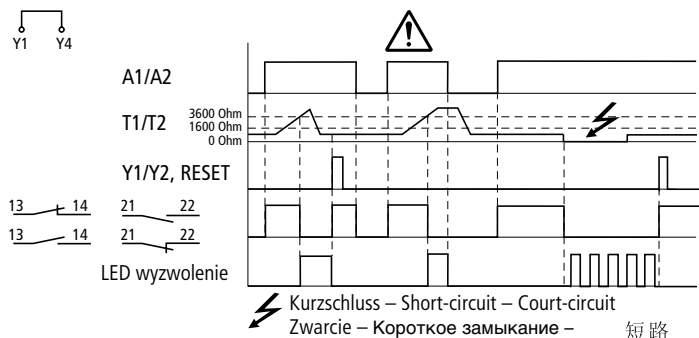 Y1 Y4
A1/A2
T1/T2
3600 Ohm
1600 Ohm
0 Ohm
Y1/Y2, RESET
13 14 21 22
13 14 21 22
LED wyzwolenie
Kurzschluss – Short-circuit – Court-circuit
Zwarcie – Короткое замыкание – 短路